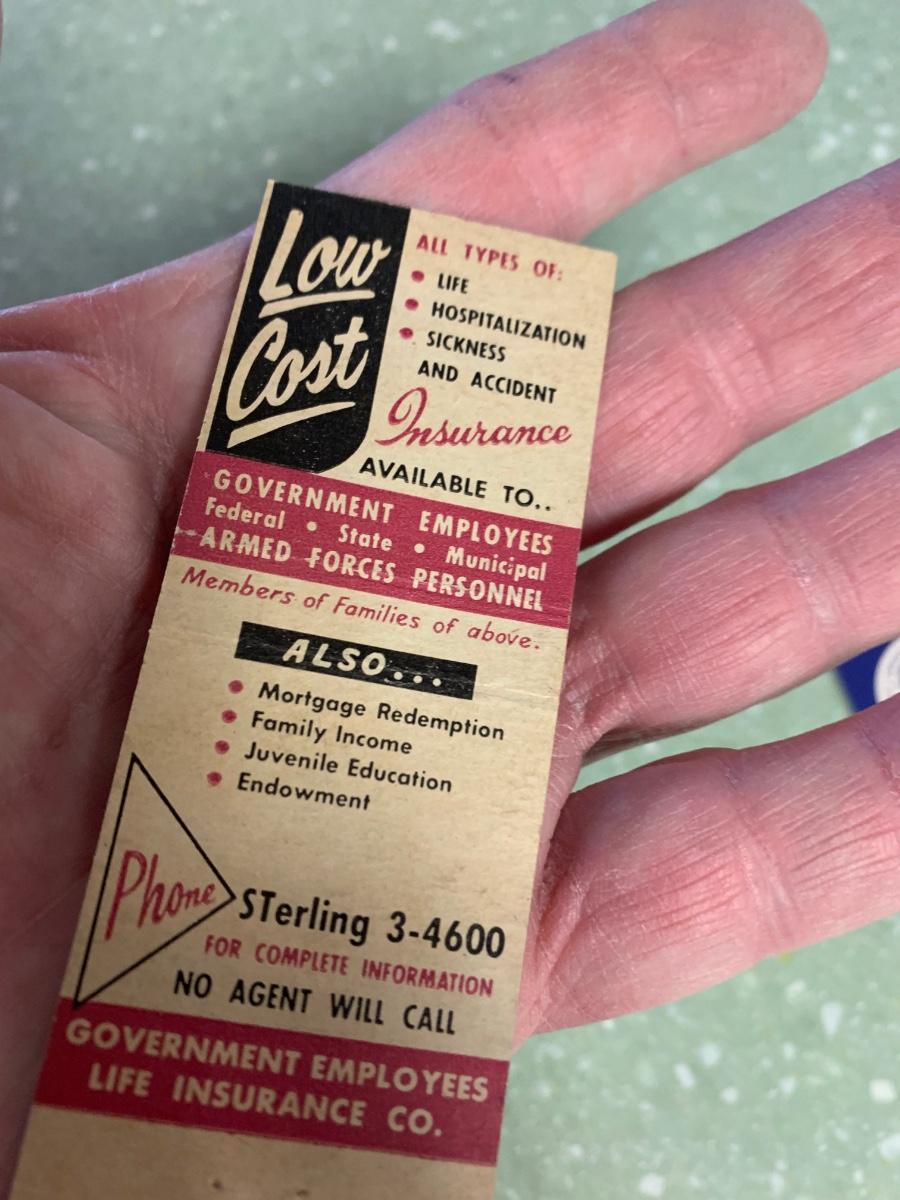 Low
Cost
ALL TYPES OF:
• LIFE
• HOSPITALIZATION
• SICKNESS
AND ACCIDENT
Insurance
AVAILABLE TO..
GOVERNMENT EMPLOYEES
Federal • State • Municipal
ARMED FORCES PERSONNEL
Members of Families of above.
ALSO...
• Mortgage Redemption
• Family Income
• Juvenile Education
• Endowment
Phone STerling 3-4600
FOR COMPLETE INFORMATION
NO AGENT WILL CALL
GOVERNMENT EMPLOYEES
LIFE INSURANCE CO.